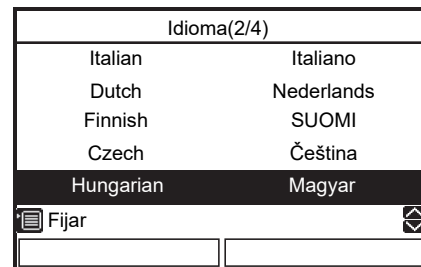 Idioma(2/4)
Italian Italiano
Dutch Nederlands
Finnish SUOMI
Czech Čeština
Hungarian Magyar
Fijar